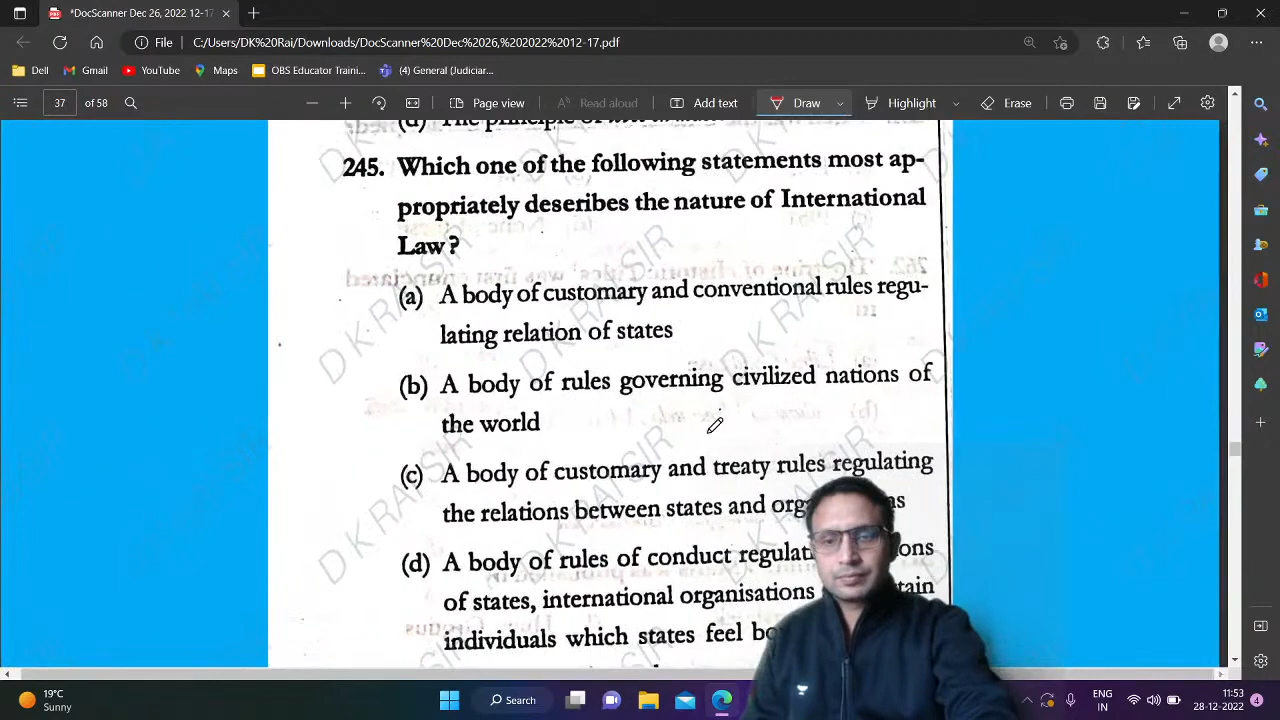 *DocScanner Dec 26, 2022 12-17
File
C:/Users/DK%20Rai/Downloads/DocScanner%20Dec%2026,%202022%2012-17.pdf
Dell
Gmail
YouTube
Maps
OBS Educator Traini...
(4) General (Judiciar...
37 of 58
Page view
Read aloud
Add text
Draw
Highlight
Erase
245. Which one of the following statements most ap-
propriately deseribes the nature of International
Law?
(a) A body of customary and conventional rules regu-
lating relation of states
(b) A body of rules governing civilized nations of
the world
(c) A body of customary and treaty rules regulating
the relations between states and
(d) A body of rules of conduct
of states, international organisations
individuals which states feel
D K RAI SIR
19°C
Sunny
Search
ENG
IN
11:53
28-12-2022
4